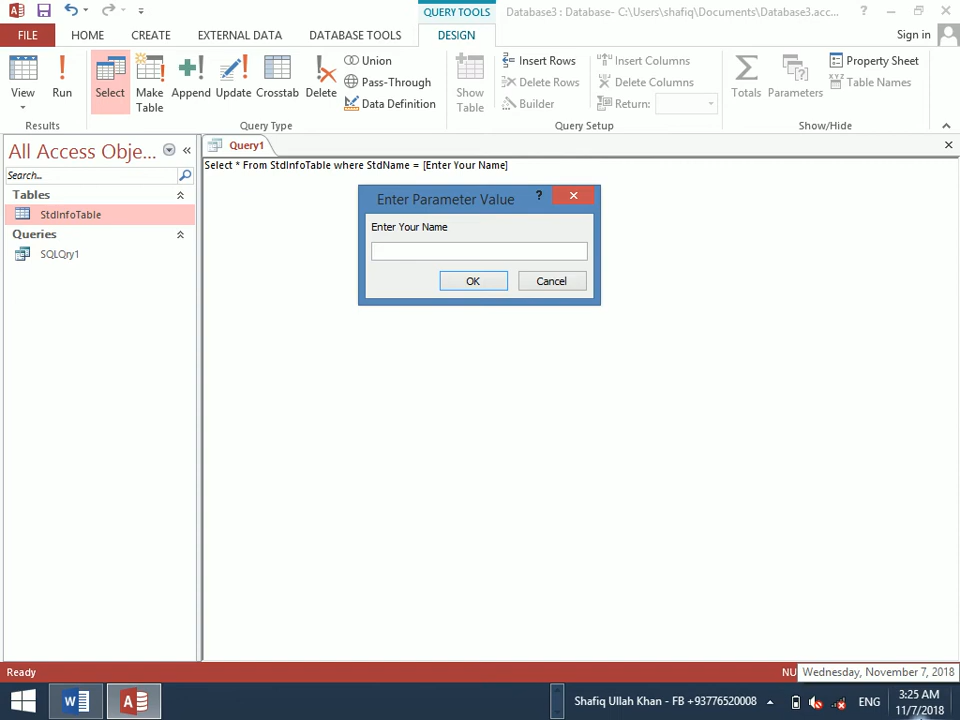 QUERY TOOLS
Database3 : Database- C:\Users\shafiq\Documents\Database3.acc...
?
FILE
HOME
CREATE
EXTERNAL DATA
DATABASE TOOLS
DESIGN
Sign in
View
Run
Select
Make
Table
Append
Update
Crosstab
Delete
Union
Pass-Through
Data Definition
Show
Table
Insert Rows
Delete Rows
Builder
Insert Columns
Delete Columns
Return:
Totals
Parameters
Property Sheet
Table Names
XYZ
Results
Query Type
Query Setup
Show/Hide
All Access Obje...
Search...
Tables
StdInfoTable
Queries
SQLQry1
Query1
Select * From StdInfoTable where StdName = [Enter Your Name]
Enter Parameter Value
?
Enter Your Name
OK
Cancel
Ready
NU
Wednesday, November 7, 2018
Shafiq Ullah Khan - FB +93776520008
ENG
3:25 AM
11/7/2018